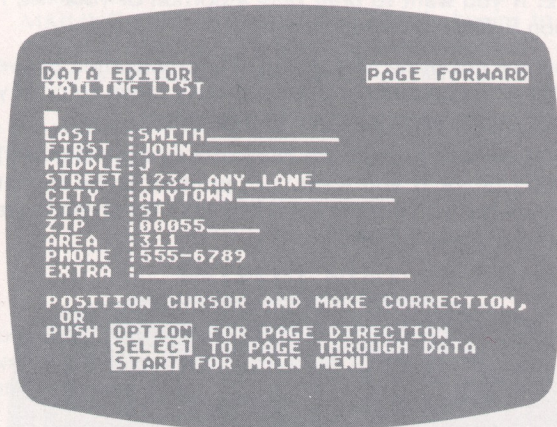 DATA EDITOR PAGE FORWARD
MAILING LIST
LAST :SMITH
FIRST :JOHN
MIDDLE:J
STREET:1234_ANY_LANE
CITY :ANYTOWN
STATE :ST
ZIP :00055
AREA :311
PHONE :555-6789
EXTRA :
POSITION CURSOR AND MAKE CORRECTION,
OR
PUSH OPTION FOR PAGE DIRECTION
SELECT TO PAGE THROUGH DATA
START FOR MAIN MENU